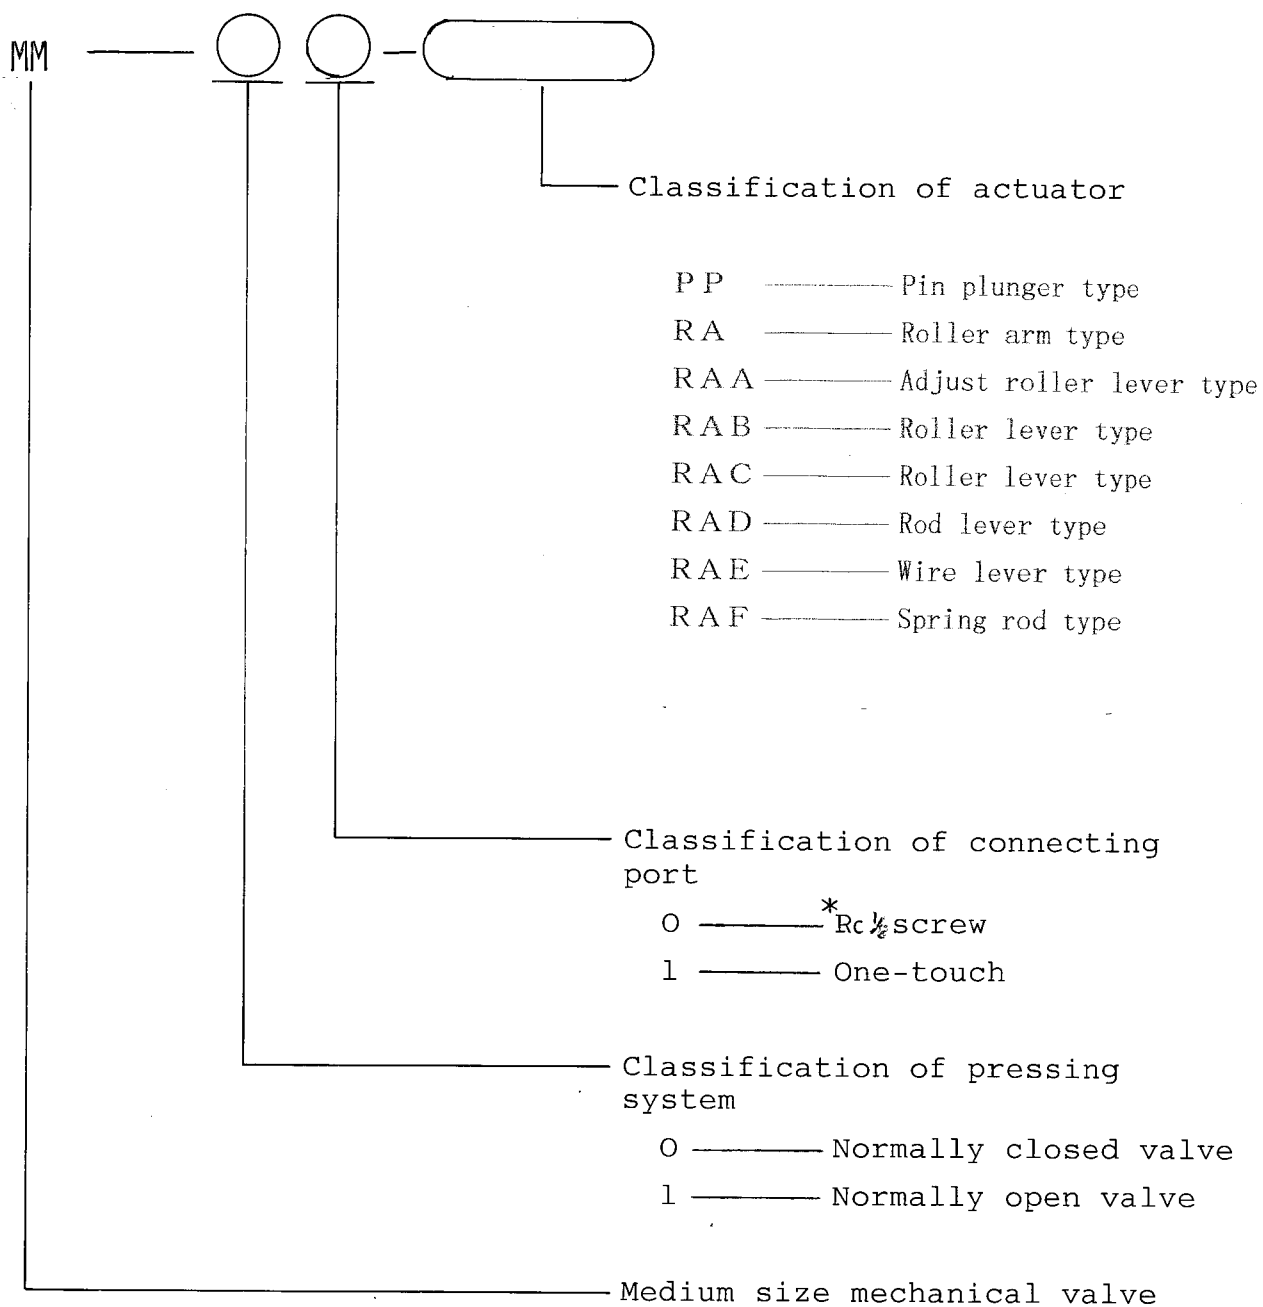 MM
Classification of actuator
PP Pin plunger type
RA Roller arm type
RAA Adjust roller lever type
RAB Roller lever type
RAC Roller lever type
RAD Rod lever type
RAE Wire lever type
RAF Spring rod type
Classification of connecting
port
0 *Rc screw
1 One-touch
Classification of pressing
system
0 Normally closed valve
1 Normally open valve
Medium size mechanical valve